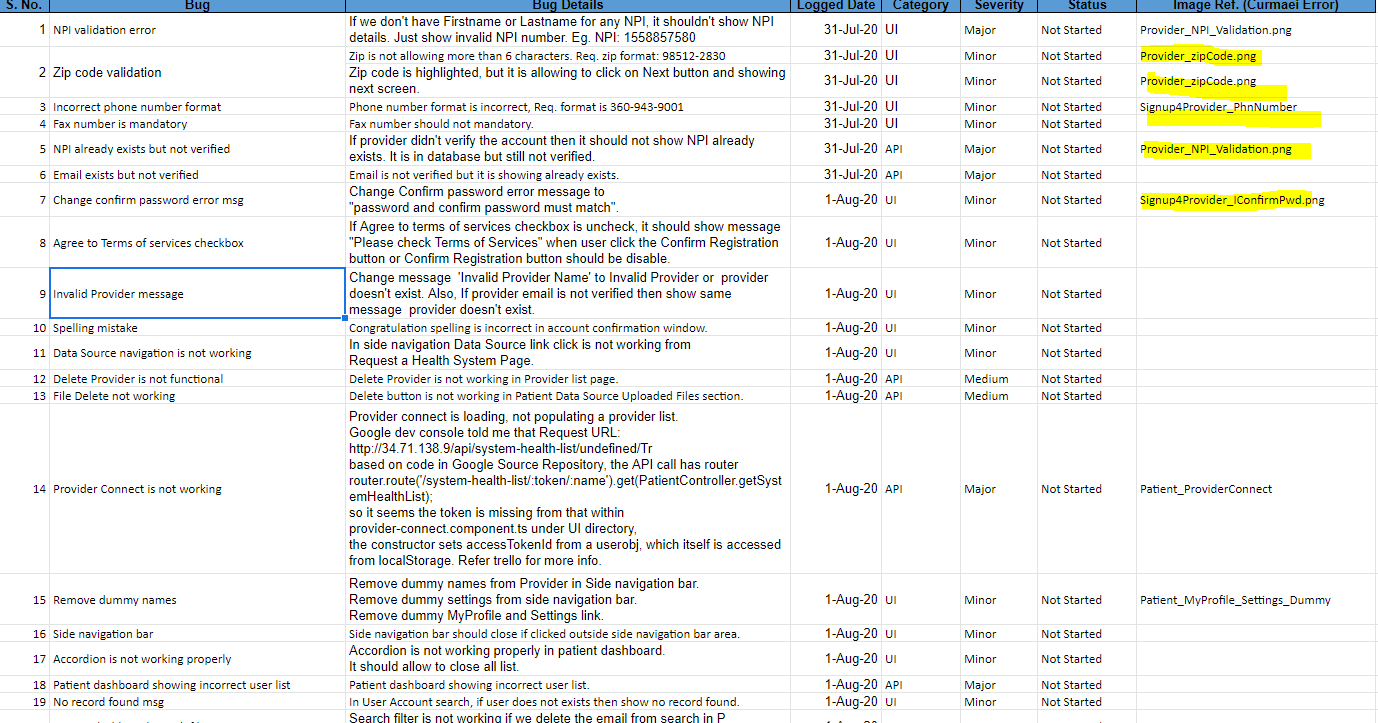 S. No. Bug Bug Details Logged Date Category Severity Status Image Ref. (Curmaei Error)
1 NPI validation error If we don't have Firstname or Lastname for any NPI, it shouldn't show NPI 31-Jul-20 UI Major Not Started Provider_NPI_Validation.png
details. Just show invalid NPI number. Eg. NPI: 1558857580
2 Zip code validation Zip is not allowing more than 6 characters. Req. zip format: 98512-2830 31-Jul-20 UI Major Not Started Provider_zipCode.png
Zip code is highlighted, but it is allowing to click on Next button and showing 31-Jul-20 UI Minor Not Started Provider_zipCode.png
next screen.
3 Incorrect phone number format Phone number format is incorrect, Req. format is 360-943-9001 31-Jul-20 UI Minor Not Started Signup4Provider_PhnNumber
4 Fax number is mandatory Fax number should not mandatory. 31-Jul-20 UI Minor Not Started
5 NPI already exists but not verified If provider didn't verify the account then it should not show NPI already 31-Jul-20 API Major Not Started Provider_NPI_Validation.png
exists. It is in database but still not verified.
6 Email exists but not verified Email is not verified but it is showing already exists. 31-Jul-20 API Major Not Started
7 Change confirm password error msg Change Confirm password error message to 1-Aug-20 UI Minor Not Started Signup4Provider_IConfirmPwd.png
"password and confirm password must match".
8 Agree to Terms of services checkbox If Agree to terms of services checkbox is uncheck, it should show message 1-Aug-20 UI Minor Not Started
"Please check Terms of Services" when user click the Confirm Registration
button or Confirm Registration button should be disable.
9 Invalid Provider message Change message 'Invalid Provider Name' to Invalid Provider or provider 1-Aug-20 UI Minor Not Started
doesn't exist. Also, If provider email is not verified then show same
message provider doesn't exist.
10 Spelling mistake Congratulation spelling is incorrect in account confirmation window. 1-Aug-20 UI Minor Not Started
11 Data Source navigation is not working In side navigation Data Source link click is not working from 1-Aug-20 UI Minor Not Started
Request a Health System Page.
12 Delete Provider is not functional Delete Provider is not working in Provider list page. 1-Aug-20 API Medium Not Started
13 File Delete not working Delete button is not working in Patient Data Source Uploaded Files section. 1-Aug-20 API Medium Not Started
14 Provider Connect is not working Provider connect is loading, not populating a provider list. 1-Aug-20 API Major Not Started Patient_ProviderConnect
Google dev console told me that Request URL:
http://34.71.138.9/api/system-health-list/undefined/Tr
based on code in Google Source Repository, the API call has router
router.route('/system-health-list/:token/:name').get(PatientController.getSyst
emHealthList);
so it seems the token is missing from that within
provider-connect.component.ts under UI directory,
the constructor sets accessTokenId from a userobj, which itself is accessed
from localStorage. Refer trello for more info.
15 Remove dummy names Remove dummy names from Provider in Side navigation bar. 1-Aug-20 UI Minor Not Started Patient_MyProfile_Settings_Dummy
Remove dummy settings from side navigation bar.
Remove dummy MyProfile and Settings link.
16 Side navigation bar Side navigation bar should close if clicked outside side navigation bar area. 1-Aug-20 UI Minor Not Started
17 Accordion is not working properly Accordion is not working properly in patient dashboard. 1-Aug-20 UI Minor Not Started
It should allow to close all list.
18 Patient dashboard showing incorrect user list Patient dashboard showing incorrect user list. 1-Aug-20 API Major Not Started
19 No record found msg In User Account search, if user does not exists then show no record found. 1-Aug-20 UI Minor Not Started
Search filter is not working if we delete the email from search in P